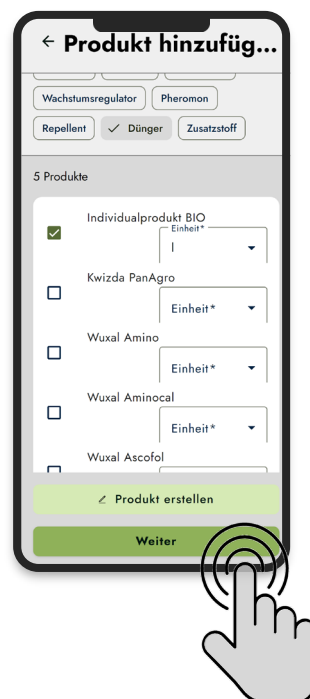 Produkt hinzufüg...
Wachstumsregulator Pheromon
Repellent Dünger Zusatzstoff
5 Produkte
Individualprodukt BIO
Einheit*
l
Kwizda PanAgro
Einheit*
Wuxal Amino
Einheit*
Wuxal Aminocal
Einheit*
Wuxal Ascofol
Produkt erstellen
Weiter